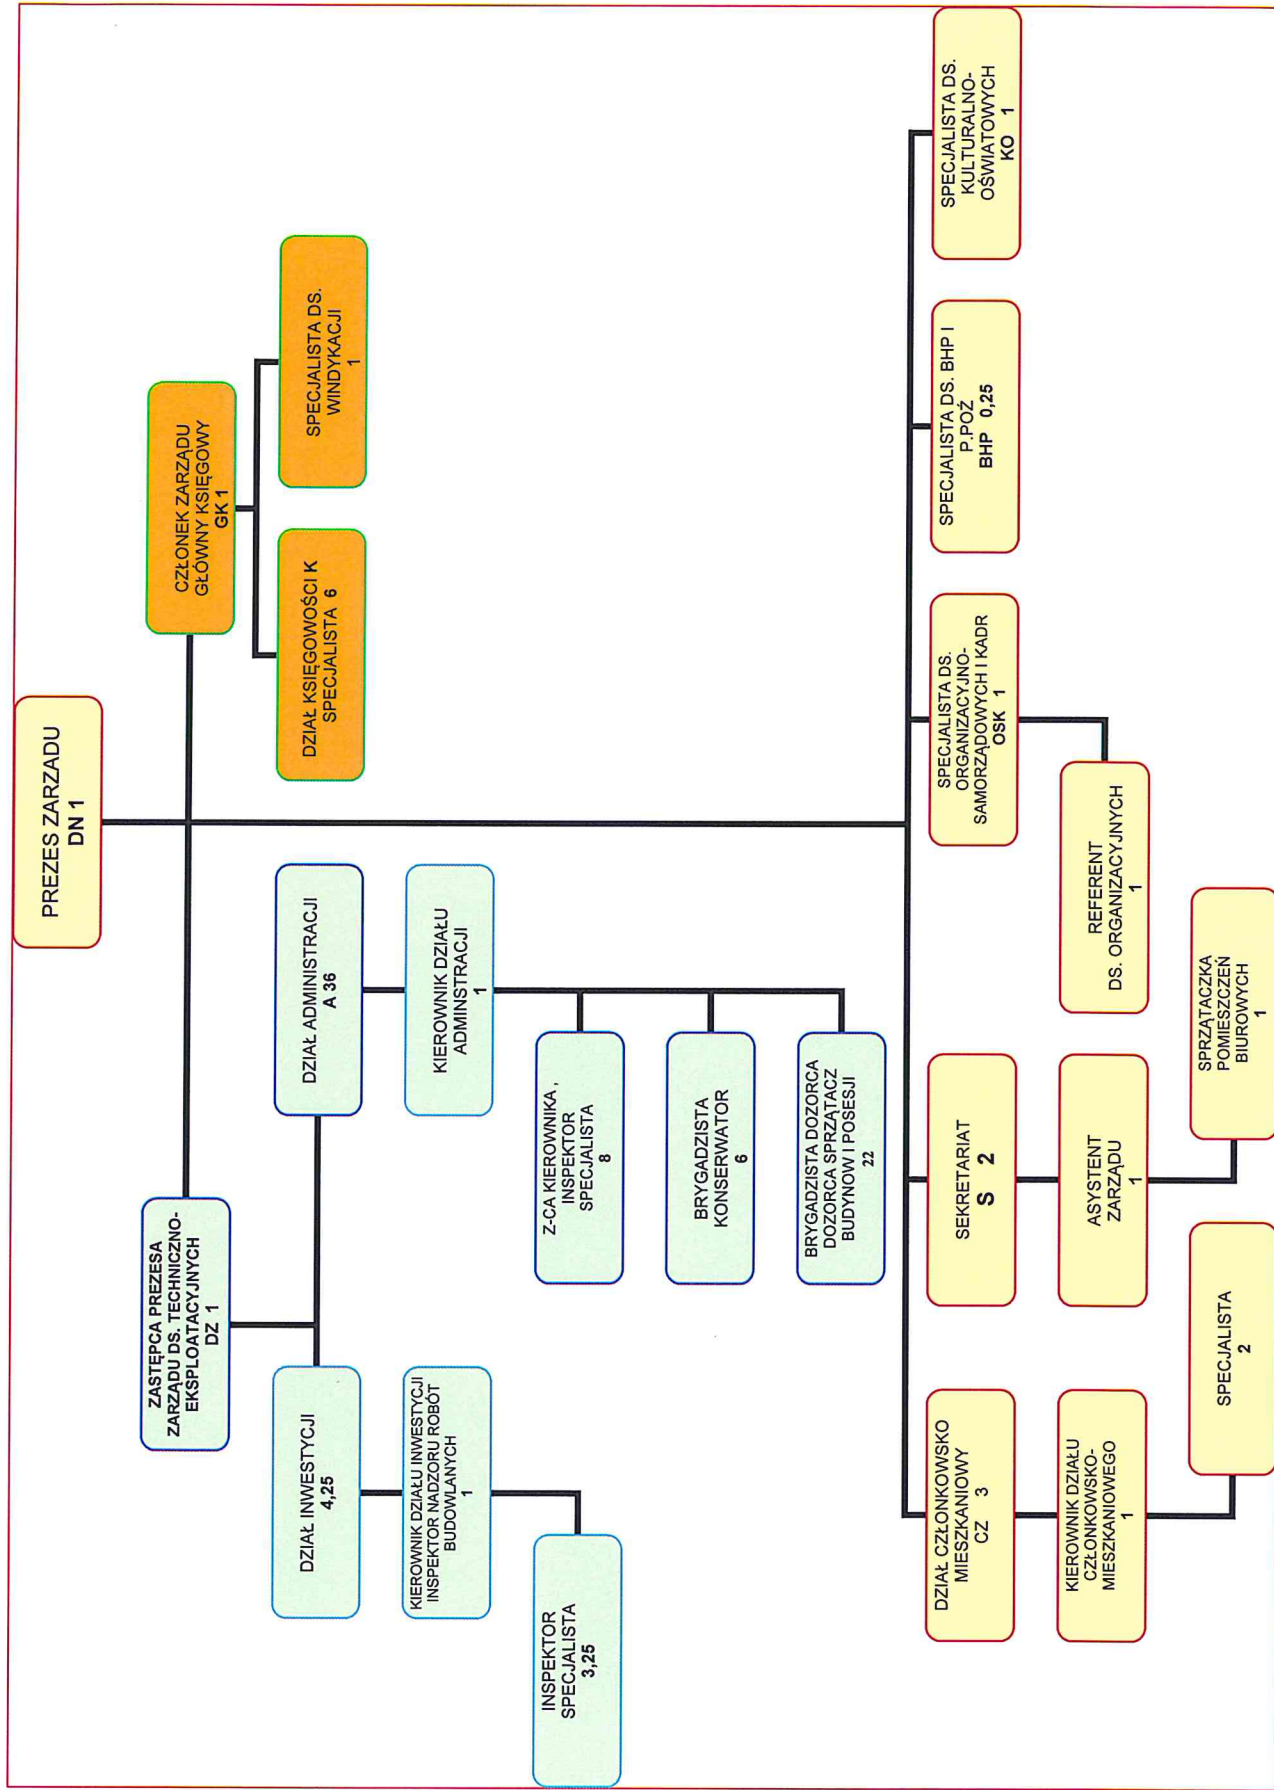 PREZES ZARZADU
DN 1
ZASTĘPCA PREZESA
ZARZĄDU DS. TECHNICZNO-
EKSPLOATACYJNYCH
DZ 1
CZŁONEK ZARZĄDU
GŁÓWNY KSIĘGOWY
GK 1
DZIAŁ INWESTYCJI
4,25
DZIAŁ ADMINISTRACJI
A 36
DZIAŁ KSIĘGOWOŚCI K
SPECJALISTA 6
SPECJALISTA DS.
WINDYKACJI
1
KIEROWNIK DZIAŁU INWESTYCJI
INSPEKTOR NADZORU ROBÓT
BUDOWLANYCH
1
KIEROWNIK DZIAŁU
ADMINSTRACJI
1
INSPEKTOR
SPECJALISTA
3,25
Z-CA KIEROWNIKA ,
INSPEKTOR
SPECJALISTA
8
BRYGADZISTA
KONSERWATOR
6
BRYGADZISTA DOZORCA
DOZORCA SPRZĄTACZ
BUDYNOW I POSESJI
22
DZIAŁ CZŁONKOWSKO
MIESZKANIOWY
CZ 3
SEKRETARIAT
S 2
SPECJALISTA DS.
ORGANIZACYJNO-
SAMORZĄDOWYCH I KADR
OSK 1
SPECJALISTA DS. BHP I
P.POŻ
BHP 0,25
SPECJALISTA DS.
KULTURALNO-
OŚWIATOWYCH
KO 1
KIEROWNIK DZIAŁU
CZŁONKOWSKO-
MIESZKANIOWEGO
1
ASYSTENT
ZARZĄDU
1
REFERENT
DS. ORGANIZACYJNYCH
1
SPECJALISTA
2
SPRZĄTACZKA
POMIESZCZEŃ
BIUROWYCH
1